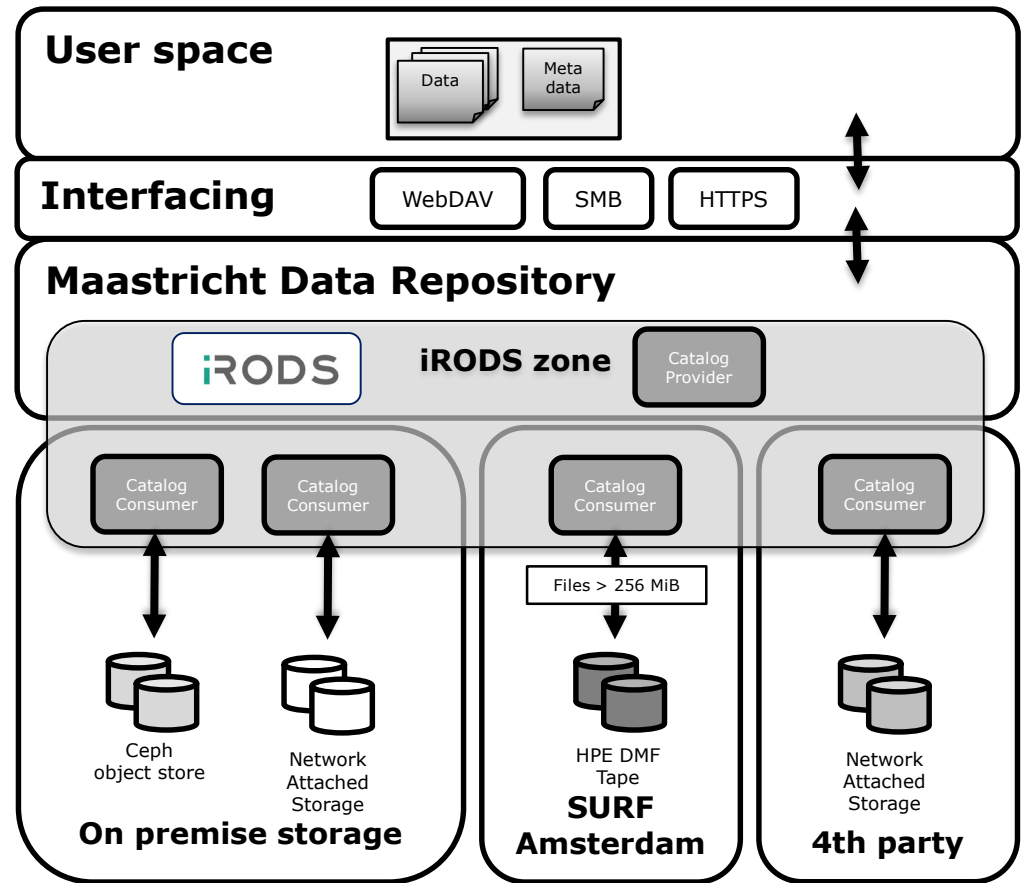 User space
Data
Meta
data
Interfacing
WebDAV
SMB
HTTPS
Maastricht Data Repository
iRODS
iRODS zone
Catalog
Provider
Catalog
Consumer
Catalog
Consumer
Catalog
Consumer
Catalog
Consumer
Files > 256 MiB
Ceph
object store
Network
Attached
Storage
On premise storage
HPE DMF
Tape
SURF
Amsterdam
Network
Attached
Storage
4th party